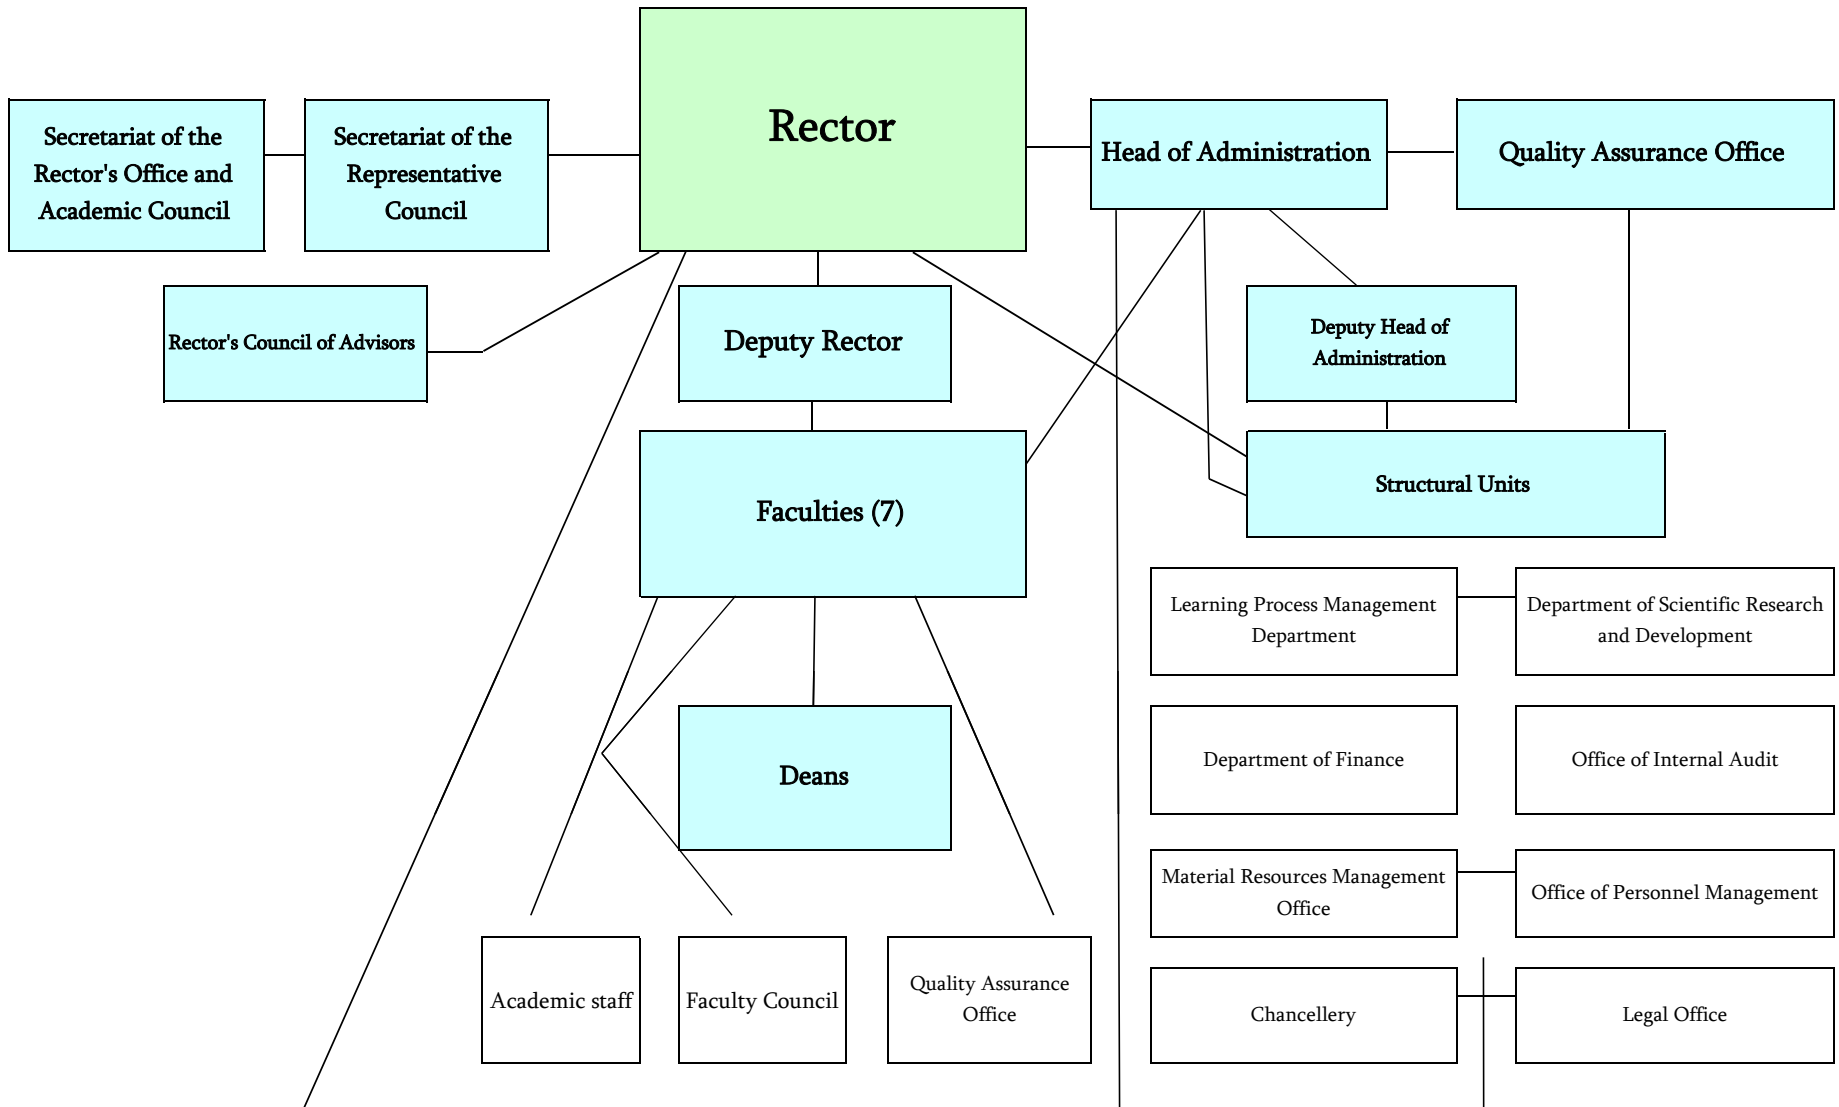 Rector
Secretariat of the
Rector's Office and
Academic Council
Secretariat of the
Representative
Council
Head of Administration
Quality Assurance Office
Rector's Council of Advisors
Deputy Rector
Deputy Head of
Administration
Faculties (7)
Structural Units
Learning Process Management
Department
Department of Scientific Research
and Development
Deans
Department of Finance
Office of Internal Audit
Material Resources Management
Office
Office of Personnel Management
Academic staff
Faculty Council
Quality Assurance
Office
Chancellery
Legal Office